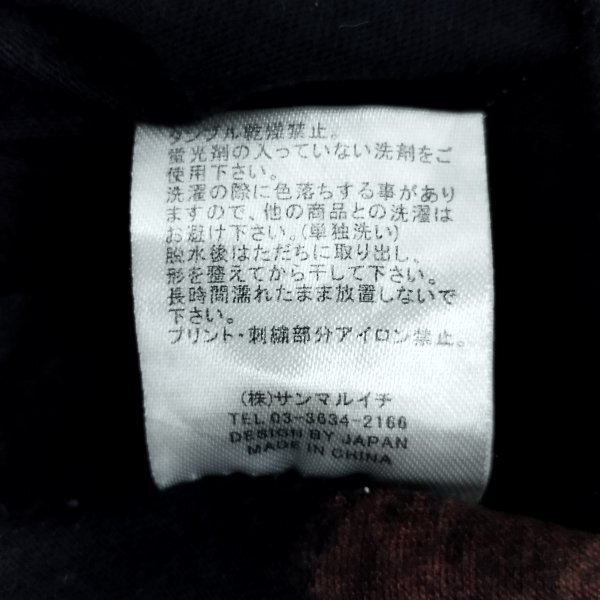 タンブル乾燥禁止。
蛍光剤の入っていない洗剤をご
使用下さい。
洗濯の際に色落ちする事があり
ますので、他の商品との洗濯は
お避け下さい。(単独洗い)
脱水後はただちに取り出し、
形を整えてから干して下さい。
長時間濡れたまま放置しないで
下さい。
プリント・刺繍部分アイロン禁止。
(株)サンマルイチ
TEL 03-3634-2166
DESIGN BY JAPAN
MADE IN CHINA